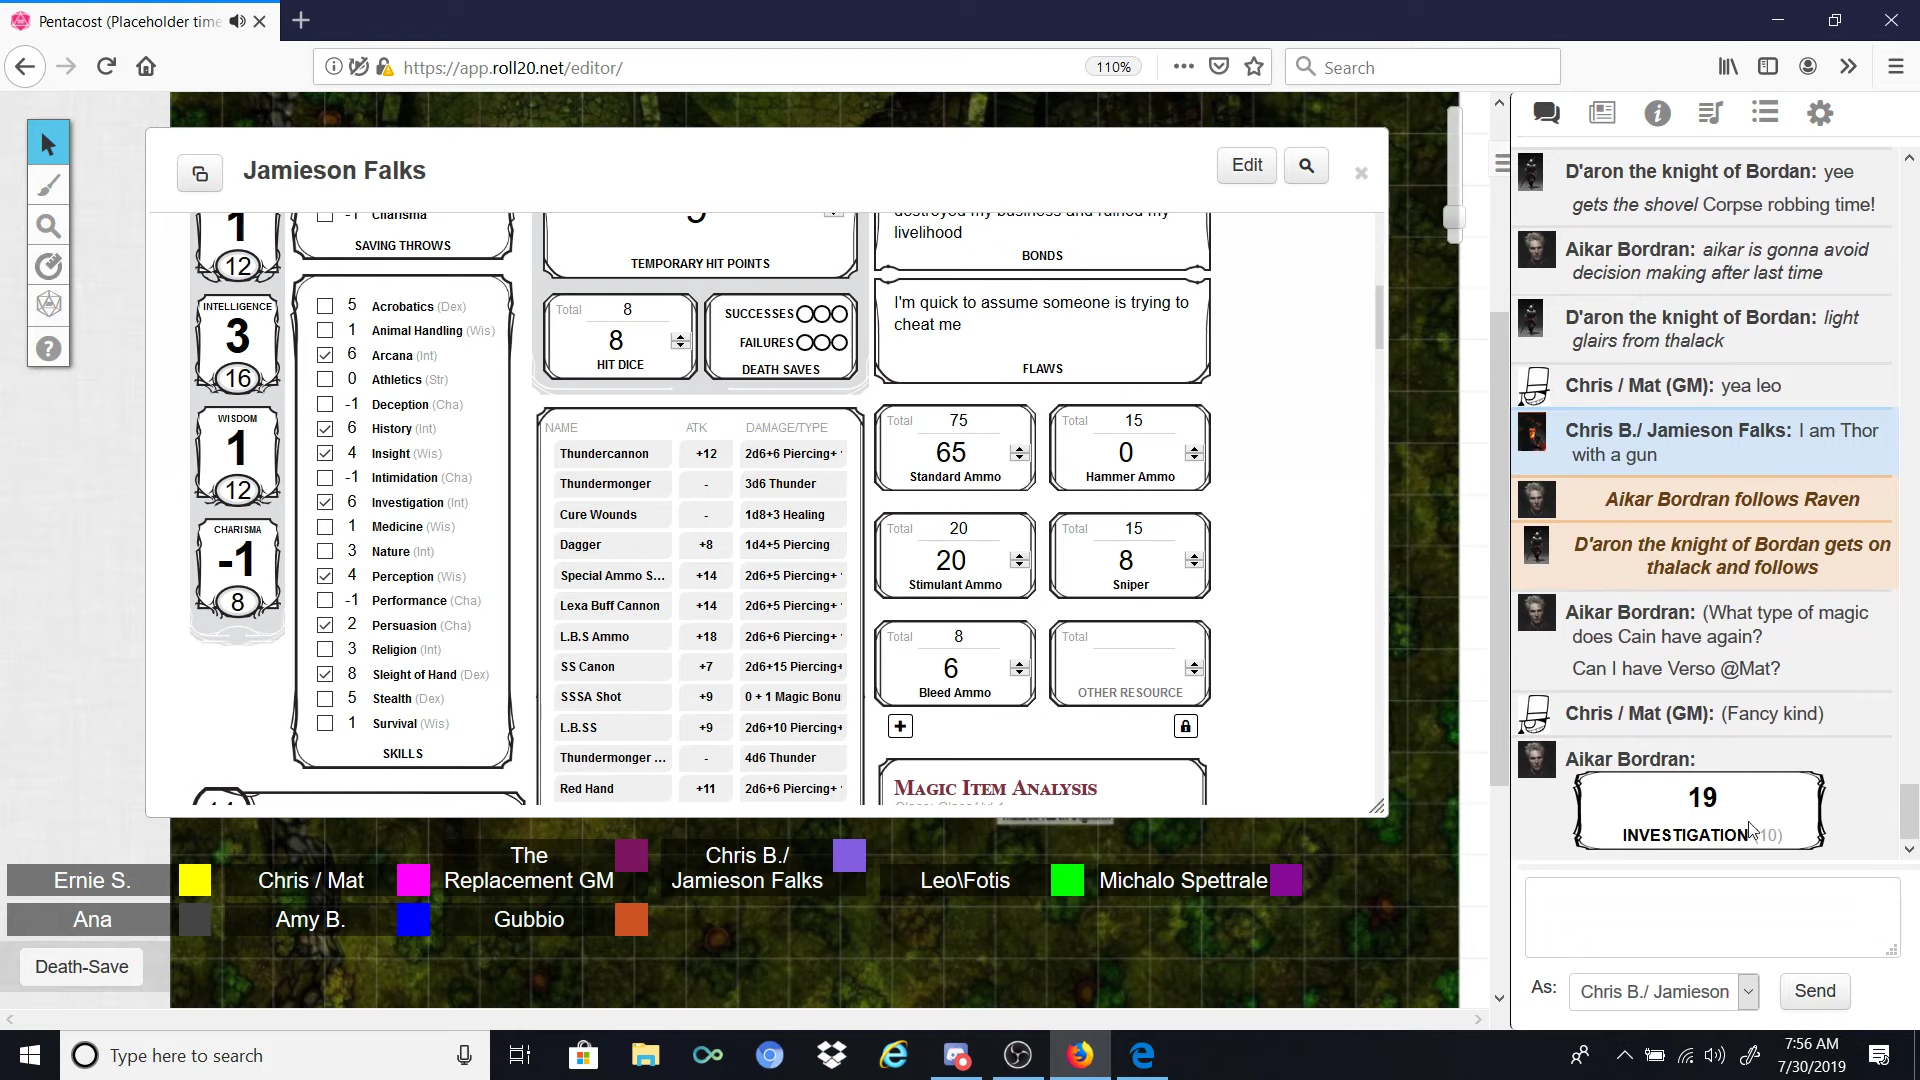 Pentacost (Placeholder time
https://app.roll20.net/editor/
110%
Search
Jamieson Falks
Edit
1
12
INTELLIGENCE
3
16
WISDOM
1
12
CHARISMA
-1
8
-1 Charisma
SAVING THROWS
5 Acrobatics (Dex)
1 Animal Handling (Wis)
6 Arcana (Int)
0 Athletics (Str)
-1 Deception (Cha)
6 History (Int)
4 Insight (Wis)
-1 Intimidation (Cha)
6 Investigation (Int)
1 Medicine (Wis)
3 Nature (Int)
4 Perception (Wis)
-1 Performance (Cha)
2 Persuasion (Cha)
3 Religion (Int)
8 Sleight of Hand (Dex)
5 Stealth (Dex)
1 Survival (Wis)
SKILLS
TEMPORARY HIT POINTS
Total 8
8
HIT DICE
SUCCESSES
FAILURES
DEATH SAVES
NAME ATK DAMAGE/TYPE
Thundercannon +12 2d6+6 Piercing+
Thundermonger - 3d6 Thunder
Cure Wounds - 1d8+3 Healing
Dagger +8 1d4+5 Piercing
Special Ammo S... +14 2d6+5 Piercing+
Lexa Buff Cannon +14 2d6+5 Piercing+
L.B.S Ammo +18 2d6+6 Piercing+
SS Canon +7 2d6+15 Piercing+
SSSA Shot +9 0 + 1 Magic Bonu
L.B.SS +9 2d6+10 Piercing+
Thundermonger ... - 4d6 Thunder
Red Hand +11 2d6+6 Piercing+
destroyed my business and ruined my
livelihood
BONDS
I'm quick to assume someone is trying to
cheat me
FLAWS
Total 75
65
Standard Ammo
Total 15
0
Hammer Ammo
Total 20
20
Stimulant Ammo
Total 15
8
Sniper
Total 8
6
Bleed Ammo
Total
OTHER RESOURCE
MAGIC ITEM ANALYSIS
D'aron the knight of Bordan: yee
gets the shovel Corpse robbing time!
Aikar Bordran: aikar is gonna avoid
decision making after last time
D'aron the knight of Bordan: light
glairs from thalack
Chris / Mat (GM): yea leo
Chris B./ Jamieson Falks: I am Thor
with a gun
Aikar Bordran follows Raven
D'aron the knight of Bordan gets on
thalack and follows
Aikar Bordran: (What type of magic
does Cain have again?
Can I have Verso @Mat?
Chris / Mat (GM): (Fancy kind)
Aikar Bordran:
19
INVESTIGATION (10)
As: Chris B./ Jamieson
Send
Ernie S.
Chris / Mat
The
Replacement GM
Chris B./
Jamieson Falks
Leo\Fotis
Michalo Spettrale
Ana
Amy B.
Gubbio
Death-Save
Type here to search
7:56 AM
7/30/2019